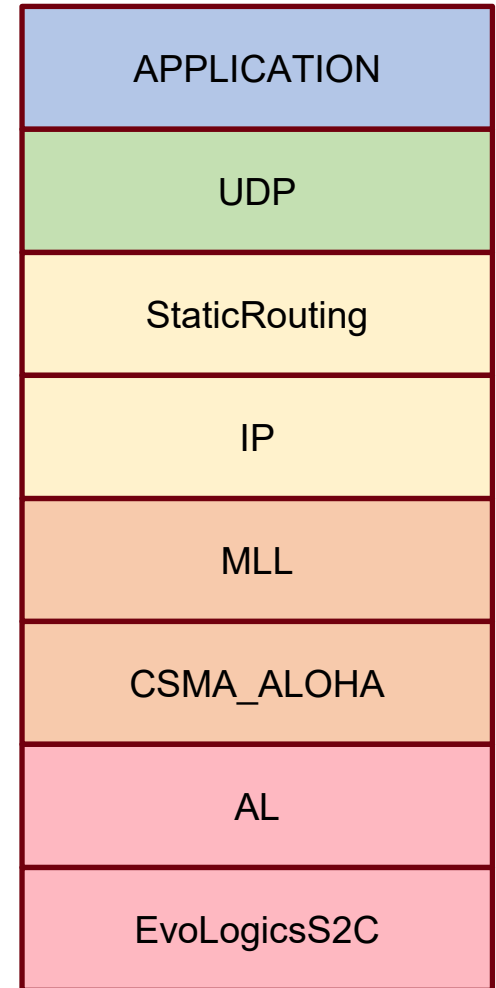 APPLICATION
UDP
StaticRouting
IP
MLL
CSMA_ALOHA
AL
EvoLogicsS2C